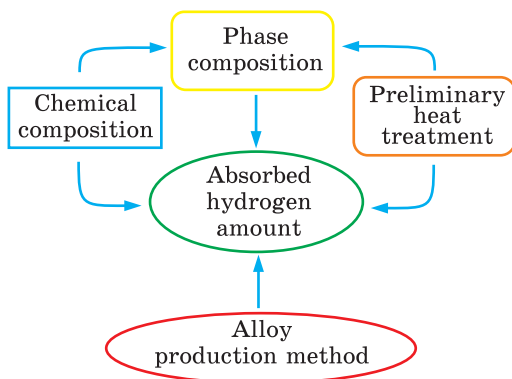 Phase
composition
Chemical
composition
Preliminary
heat
treatment
Absorbed
hydrogen
amount
Alloy
production method